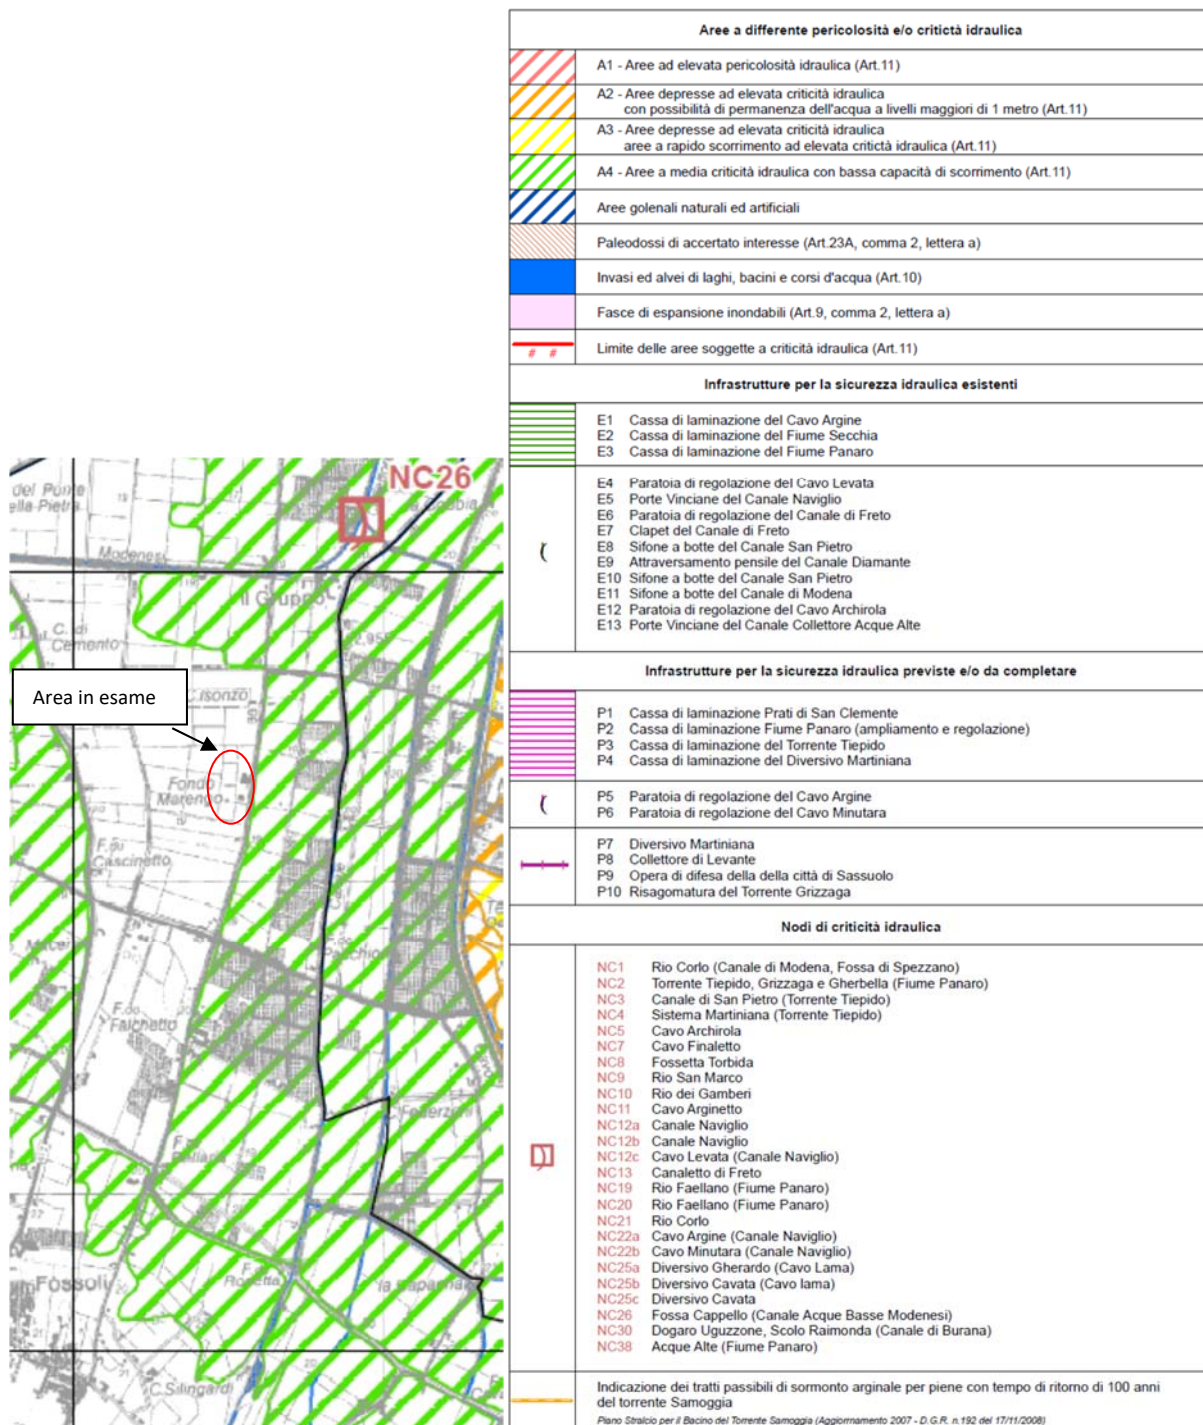 Aree a differente pericolosità e/o critictà idraulica
A1 - Aree ad elevata pericolosità idraulica (Art.11)
A2 - Aree depresse ad elevata criticità idraulica
con possibilità di permanenza dell'acqua a livelli maggiori di 1 metro (Art.11)
A3 - Aree depresse ad elevata criticità idraulica
aree a rapido scorrimento ad elevata critictà idraulica (Art.11)
A4 - Aree a media criticità idraulica con bassa capacità di scorrimento (Art.11)
Aree golenali naturali ed artificiali
Paleodossi di accertato interesse (Art.23A, comma 2, lettera a)
Invasi ed alvei di laghi, bacini e corsi d'acqua (Art.10)
Fasce di espansione inondabili (Art.9, comma 2, lettera a)
Limite delle aree soggette a criticità idraulica (Art.11)
Infrastrutture per la sicurezza idraulica esistenti
E1 Cassa di laminazione del Cavo Argine
E2 Cassa di laminazione del Fiume Secchia
E3 Cassa di laminazione del Fiume Panaro
E4 Paratoia di regolazione del Cavo Levata
E5 Porte Vinciane del Canale Naviglio
E6 Paratoia di regolazione del Canale di Freto
E7 Clapet del Canale di Freto
E8 Sifone a botte del Canale San Pietro
E9 Attraversamento pensile del Canale Diamante
E10 Sifone a botte del Canale San Pietro
E11 Sifone a botte del Canale di Modena
E12 Paratoia di regolazione del Cavo Archirola
E13 Porte Vinciane del Canale Collettore Acque Alte
Infrastrutture per la sicurezza idraulica previste e/o da completare
P1 Cassa di laminazione Prati di San Clemente
P2 Cassa di laminazione Fiume Panaro (ampliamento e regolazione)
P3 Cassa di laminazione del Torrente Tiepido
P4 Cassa di laminazione del Diversivo Martiniana
P5 Paratoia di regolazione del Cavo Argine
P6 Paratoia di regolazione del Cavo Minutara
P7 Diversivo Martiniana
P8 Collettore di Levante
P9 Opera di difesa della della città di Sassuolo
P10 Risagomatura del Torrente Grizzaga
Nodi di criticità idraulica
NC1 Rio Corlo (Canale di Modena, Fossa di Spezzano)
NC2 Torrente Tiepido, Grizzaga e Gherbella (Fiume Panaro)
NC3 Canale di San Pietro (Torrente Tiepido)
NC4 Sistema Martiniana (Torrente Tiepido)
NC5 Cavo Archirola
NC7 Cavo Finaletto
NC8 Fossetta Torbida
NC9 Rio San Marco
NC10 Rio dei Gamberi
NC11 Cavo Arginetto
NC12a Canale Naviglio
NC12b Canale Naviglio
NC12c Cavo Levata (Canale Naviglio)
NC13 Canaletto di Freto
NC19 Rio Faellano (Fiume Panaro)
NC20 Rio Faellano (Fiume Panaro)
NC21 Rio Corlo
NC22a Cavo Argine (Canale Naviglio)
NC22b Cavo Minutara (Canale Naviglio)
NC25a Diversivo Gherardo (Cavo Lama)
NC25b Diversivo Cavata (Cavo lama)
NC25c Diversivo Cavata
NC26 Fossa Cappello (Canale Acque Basse Modenesi)
NC30 Dogaro Uguzzone, Scolo Raimonda (Canale di Burana)
NC38 Acque Alte (Fiume Panaro)
Indicazione dei tratti passibili di sormonto arginale per piene con tempo di ritorno di 100 anni
del torrente Samoggia
Piano Stralcio per il Bacino del Torrente Samoggia (Aggiornamento 2007 - D.G.R. n.192 del 17/11/2008)
NC26
del Ponte
ella Pietra
Modenesi
il Gruppo
C. di
Cemento
C. Isonzo
Area in esame
Fondo
Marengo
F. du
Cascinetto
F. do
Falchetto
Fossoli
C. Silingardi